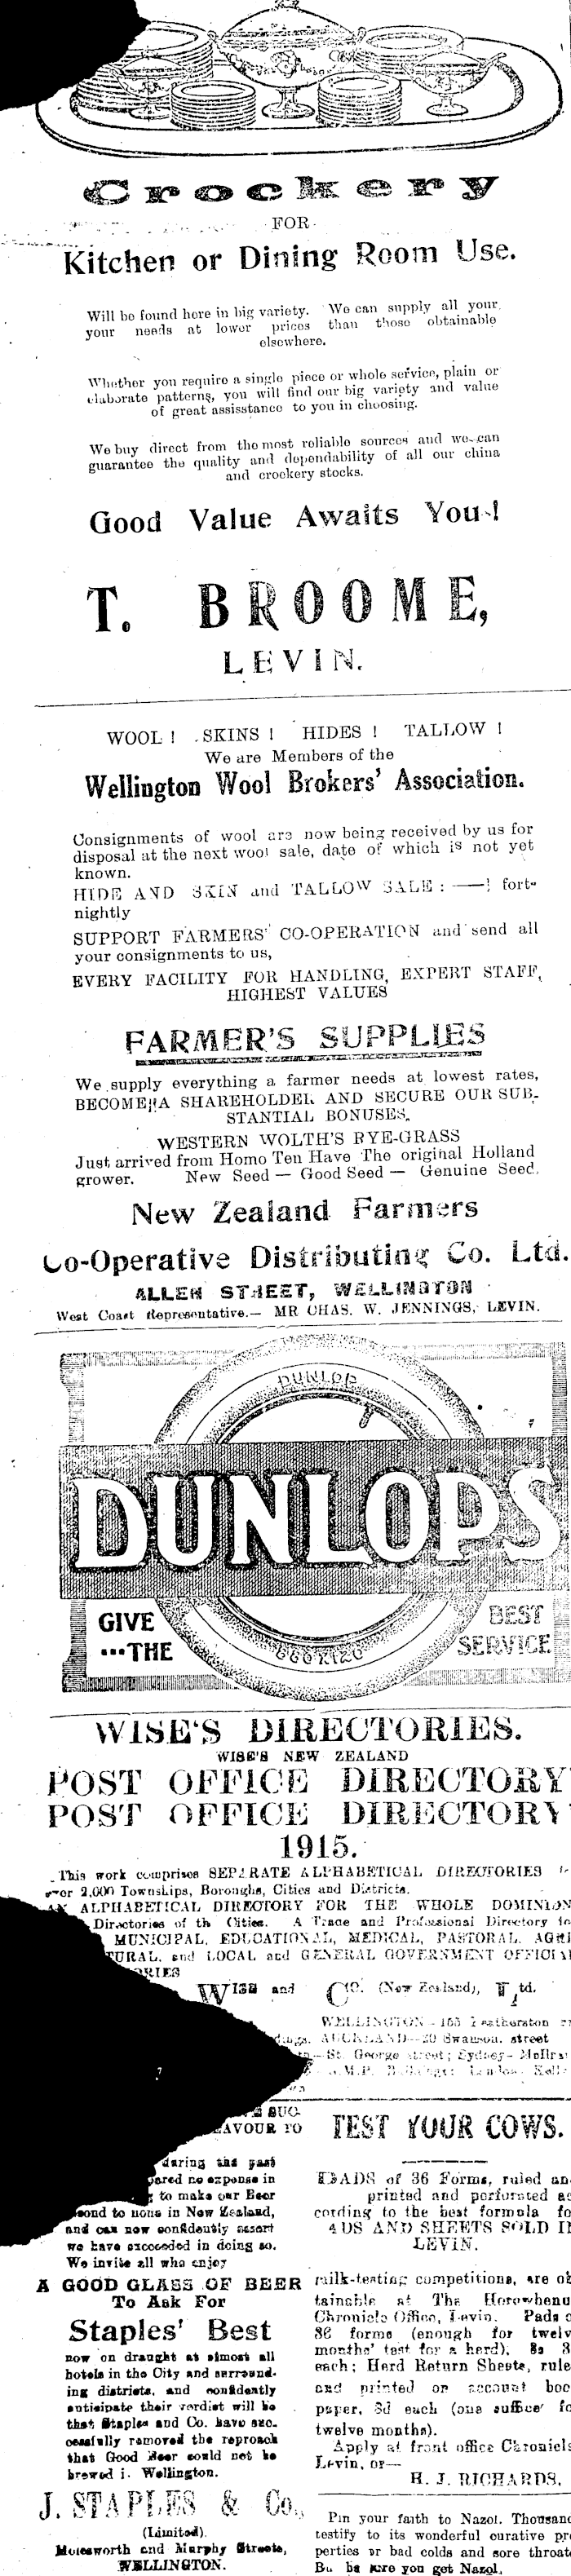 Crockery
FOR
Kitchen or Dining Room Use.
Will be found here in big variety. We can supply all your
your needs at lower prices than those obtainable
elsewhere.
Whether you require a single piece or whole service, plain or
elaborate patterns, you will find our big variety and value
of great assisstance to you in choosing.
We buy direct from the most reliable sources and we can
guarantee the quality and dependability of all our china
and crockery stocks.
Good Value Awaits You!
T. BROOME,
LEVIN.
WOOL! SKINS! HIDES! TALLOW!
We are Members of the
Wellington Wool Brokers' Association.
Consignments of wool are now being received by us for
disposal at the next wool sale, date of which is not yet
known.
HIDE AND SKIN and TALLOW SALE :—! fort-
nightly
SUPPORT FARMERS' CO-OPERATION and send all
your consignments to us,
EVERY FACILITY FOR HANDLING, EXPERT STAFF,
HIGHEST VALUES
FARMER'S SUPPLIES
We supply everything a farmer needs at lowest rates,
BECOME A SHAREHOLDER AND SECURE OUR SUB-
STANTIAL BONUSES.
WESTERN WOLTH'S RYE-GRASS
Just arrived from Homo Ten Have The original Holland
grower. New Seed — Good Seed — Genuine Seed.
New Zealand Farmers
Co-Operative Distributing Co. Ltd.
ALLEN STREET, WELLINGTON
West Coast Representative.— MR CHAS. W. JENNINGS, LEVIN.
DUNLOP
DUNLOPS
GIVE
...THE
BEST
SERVICE
WISE'S DIRECTORIES.
WISE'S NEW ZEALAND
POST OFFICE DIRECTORY
POST OFFICE DIRECTORY
1915.
This work comprises SEPARATE ALPHABETICAL DIRECTORIES
over 2,000 Townships, Boroughs, Cities and Districts.
AN ALPHABETICAL DIRECTORY FOR THE WHOLE DOMINION
Directories of th Cities. A Trade and Professional Directory
MUNICIPAL, EDUCATIONAL, MEDICAL, PASTORAL,
and LOCAL and GENERAL GOVERNMENT
WISE and CO. (New Zealand), Ltd.
WELLINGTON - 165 Featherston
AUCKLAND—20 Swanson street
St. George street; Sydney
during the past
no expense in
to make our Beer
second to none in New Zealand,
and can now confidently assert
we have succeeded in doing so.
We invite all who enjoy
A GOOD GLASS OF BEER
To Ask For
Staples' Best
now on draught at almost all
hotels in the City and surround-
ing districts, and confidently
anticipate their verdict will be
that Staples and Co. have suc-
cessfully removed the reproach
that Good Beer could not be
brewed in Wellington.
J. STAPLES & Co.,
(Limited)
Molesworth and Murphy Streets,
WELLINGTON.
TEST YOUR COWS.
PADS of 36 Forms, ruled
printed and perforated
cording to the best formula
PADS AND SHEETS SOLD IN
LEVIN.
milk-testing competitions, are
tainable at The Horowhenua
Chronicle Office, Levin. Pads
36 forms (enough for twelve
months' test for a herd), 8s
each; Herd Return Sheets,
and printed on account
paper, 3d each (one suffices
twelve months).
Apply at front office Chronicle
Levin, or—
H. J. RICHARDS.
Pin your faith to Nazol.
testify to its wonderful curative
perties or bad colds and sore
Bu be sure you get Nazol.